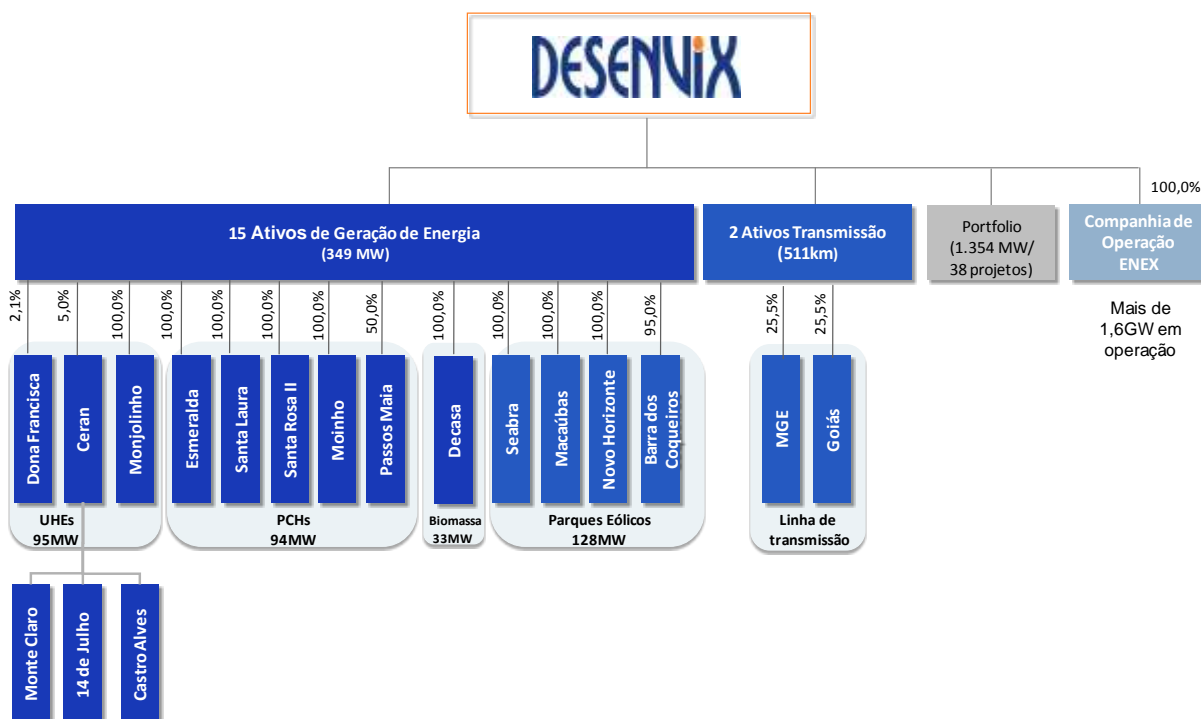 DESENVIX
100,0%
15 Ativos de Geração de Energia
(349 MW)
2 Ativos Transmissão
(511km)
Portfolio
(1.354 MW/
38 projetos)
Companhia de
Operação
ENEX
Mais de
1,6GW em
operação
2,1%
5,0%
100,0%
100,0%
100,0%
100,0%
100,0%
50,0%
100,0%
100,0%
100,0%
100,0%
95,0%
25,5%
25,5%
Dona Francisca
Ceran
Monjolinho
Esmeralda
Santa Laura
Santa Rosa II
Moinho
Passos Maia
Decasa
Seabra
Macaúbas
Novo Horizonte
Barra dos
Coqueiros
MGE
Goiás
UHEs
95MW
PCHs
94MW
Biomassa
33MW
Parques Eólicos
128MW
Linha de
transmissão
Monte Claro
14 de Julho
Castro Alves